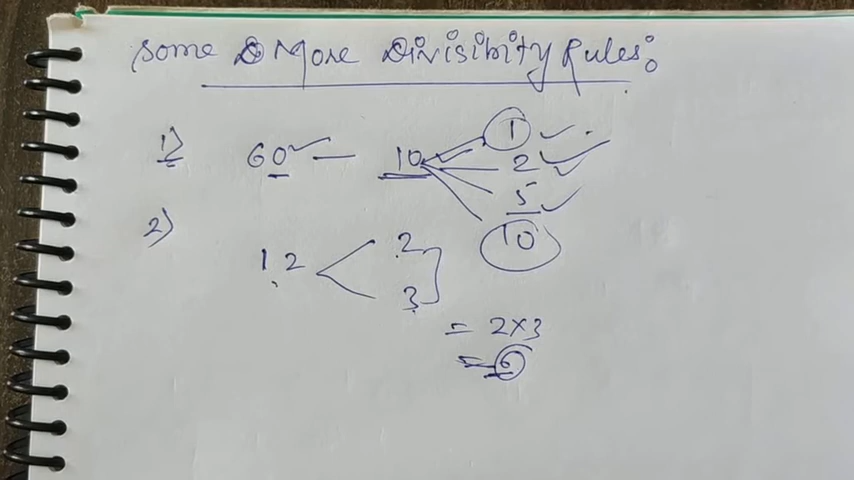 Some More Divisibity Rules:
1) 60 — 10 1
2
5
10
2) 12 2
3
= 2×3
= 6